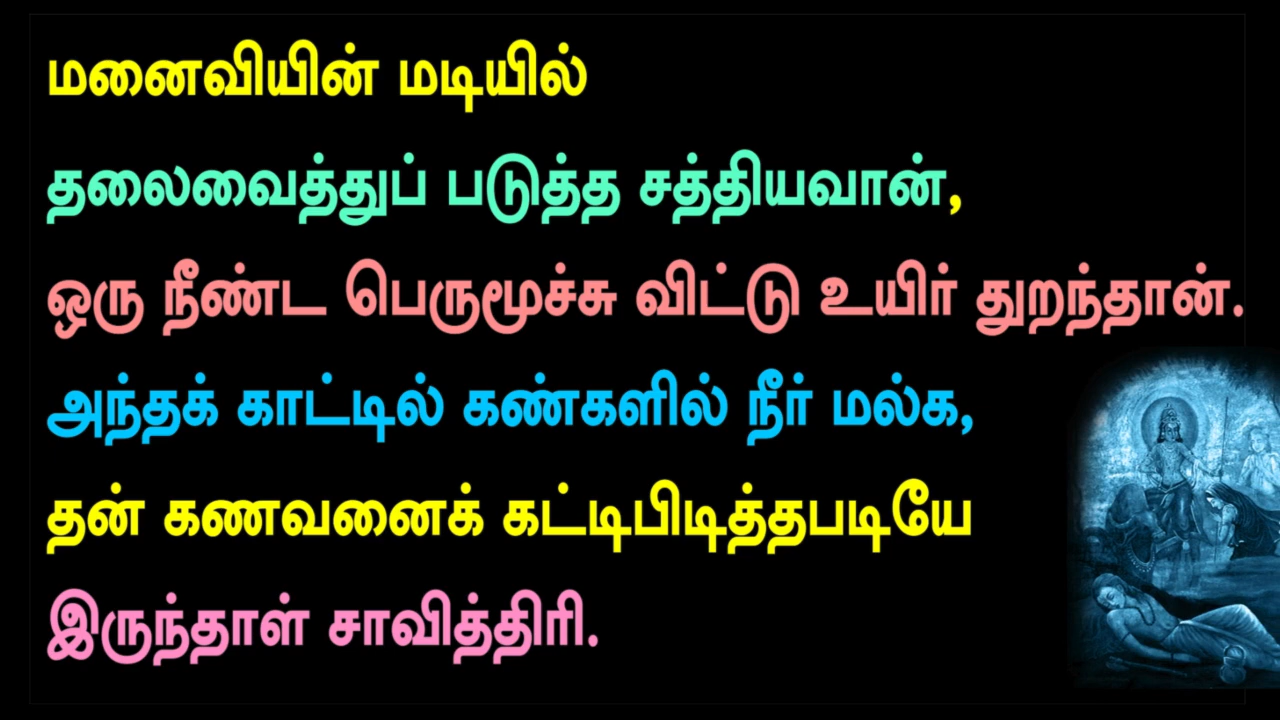 மனைவியின் மடியில்
தலைவைத்துப் படுத்த சத்தியவான்,
ஒரு நீண்ட பெருமூச்சு விட்டு உயிர் துறந்தான்.
அந்தக் காட்டில் கண்களில் நீர் மல்க,
தன் கணவனைக் கட்டிபிடித்தபடியே
இருந்தாள் சாவித்திரி.